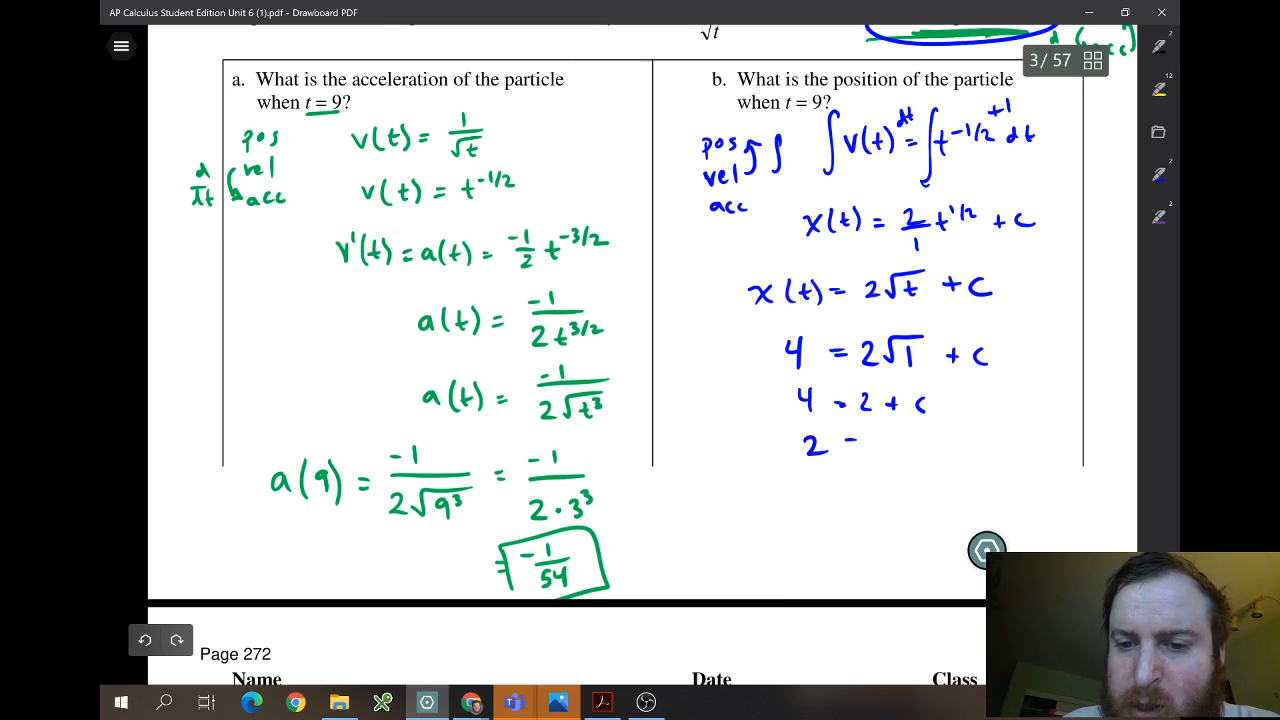 AP Calculus Student Edition Unit 6 (1).pdf - Drawboard PDF
√t
3 / 57
a. What is the acceleration of the particle
when t = 9?
pos
vel
acc
d
dt
v(t) = 1/√t
v(t) = t^-1/2
v'(t) = a(t) = -1/2 t^-3/2
a(t) = -1/2t^3/2
a(t) = -1/2√t³
a(9) = -1/2√9³ = -1/2·3³
= -1/54
b. What is the position of the particle
when t = 9?
pos
vel
acc
∫
∫v(t)dt = ∫t^-1/2+1 dt
x(t) = 2/1 t^1/2 + c
x(t) = 2√t + c
4 = 2√1 + c
4 = 2 + c
2 =
Page 272
Name Date Class